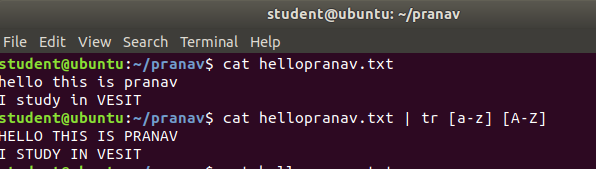 student@ubuntu: ~/pranav
File Edit View Search Terminal Help
student@ubuntu:~/pranav$ cat hellopranav.txt
hello this is pranav
I study in VESIT
student@ubuntu:~/pranav$ cat hellopranav.txt | tr [a-z] [A-Z]
HELLO THIS IS PRANAV
I STUDY IN VESIT